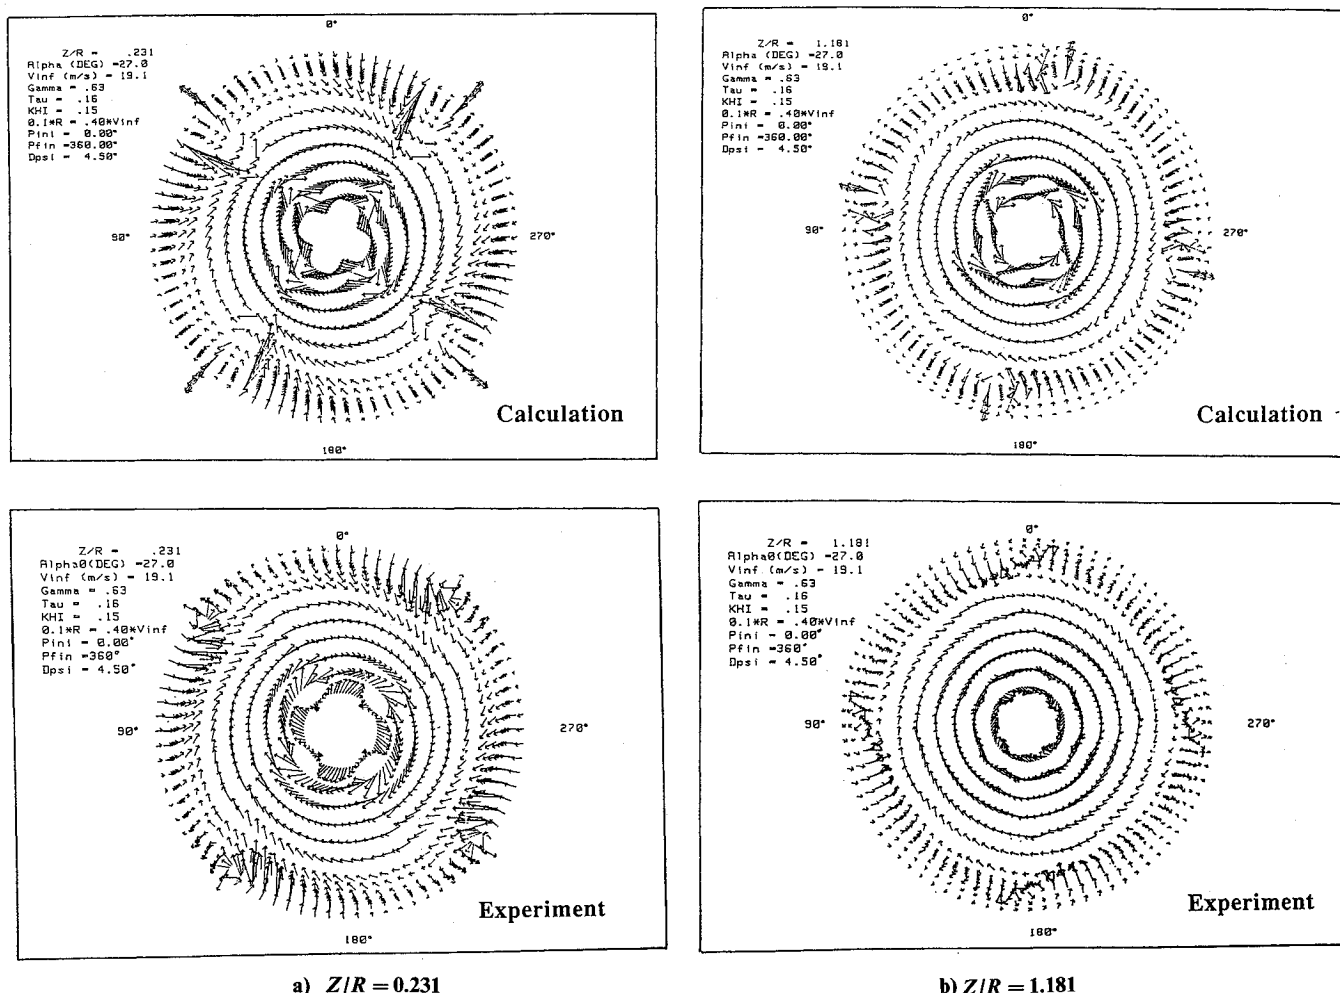 0°
Z/R = .231
Alpha (DEG) =27.0
Vinf (m/s) = 19.1
Gamma = .63
Tau = .16
KHI = .15
0.1*R = .40*Vinf
Pini = 0.00°
Pfin =360.00°
Dpsi = 4.50°
90°
270°
Calculation
180°
0°
Z/R = 1.181
Alpha (DEG) =27.0
Vinf (m/s) = 19.1
Gamma = .63
Tau = .16
KHI = .15
0.1*R = .40*Vinf
Pini = 0.00°
Pfin =360.00°
Dpsi = 4.50°
90°
270°
Calculation
180°
0°
Z/R = .231
Alpha0(DEG) =27.0
Vinf (m/s) = 19.1
Gamma = .63
Tau = .16
KHI = .15
0.1*R = .40*Vinf
Pini = 0.00°
Pfin =360°
Dpsi = 4.50°
90°
270°
Experiment
180°
0°
Z/R = 1.181
Alpha0(DEG) =27.0
Vinf (m/s) = 19.1
Gamma = .63
Tau = .16
KHI = .15
0.1*R = .40*Vinf
Pini = 0.00°
Pfin =360°
Dpsi = 4.50°
90°
270°
Experiment
180°
a) Z/R = 0.231
b) Z/R = 1.181